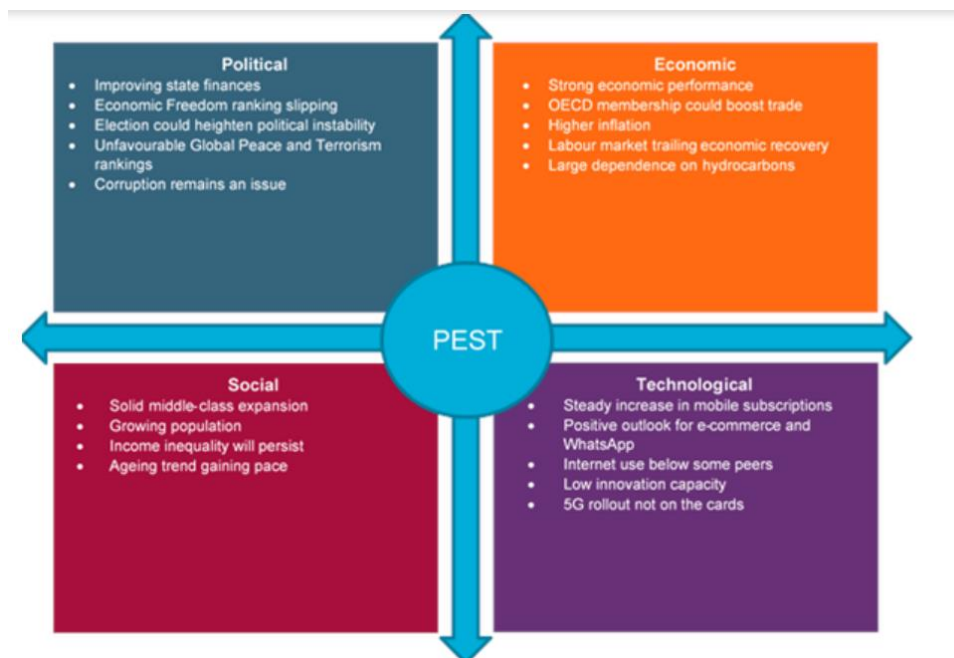 Political
• Improving state finances
• Economic Freedom ranking slipping
• Election could heighten political instability
• Unfavourable Global Peace and Terrorism
rankings
• Corruption remains an issue
Economic
• Strong economic performance
• OECD membership could boost trade
• Higher inflation
• Labour market trailing economic recovery
• Large dependence on hydrocarbons
PEST
Social
• Solid middle-class expansion
• Growing population
• Income inequality will persist
• Ageing trend gaining pace
Technological
• Steady increase in mobile subscriptions
• Positive outlook for e-commerce and
WhatsApp
• Internet use below some peers
• Low innovation capacity
• 5G rollout not on the cards